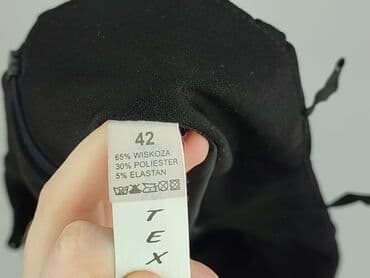 42
65% WISKOZA
30% POLIESTER
5% ELASTAN
TEX